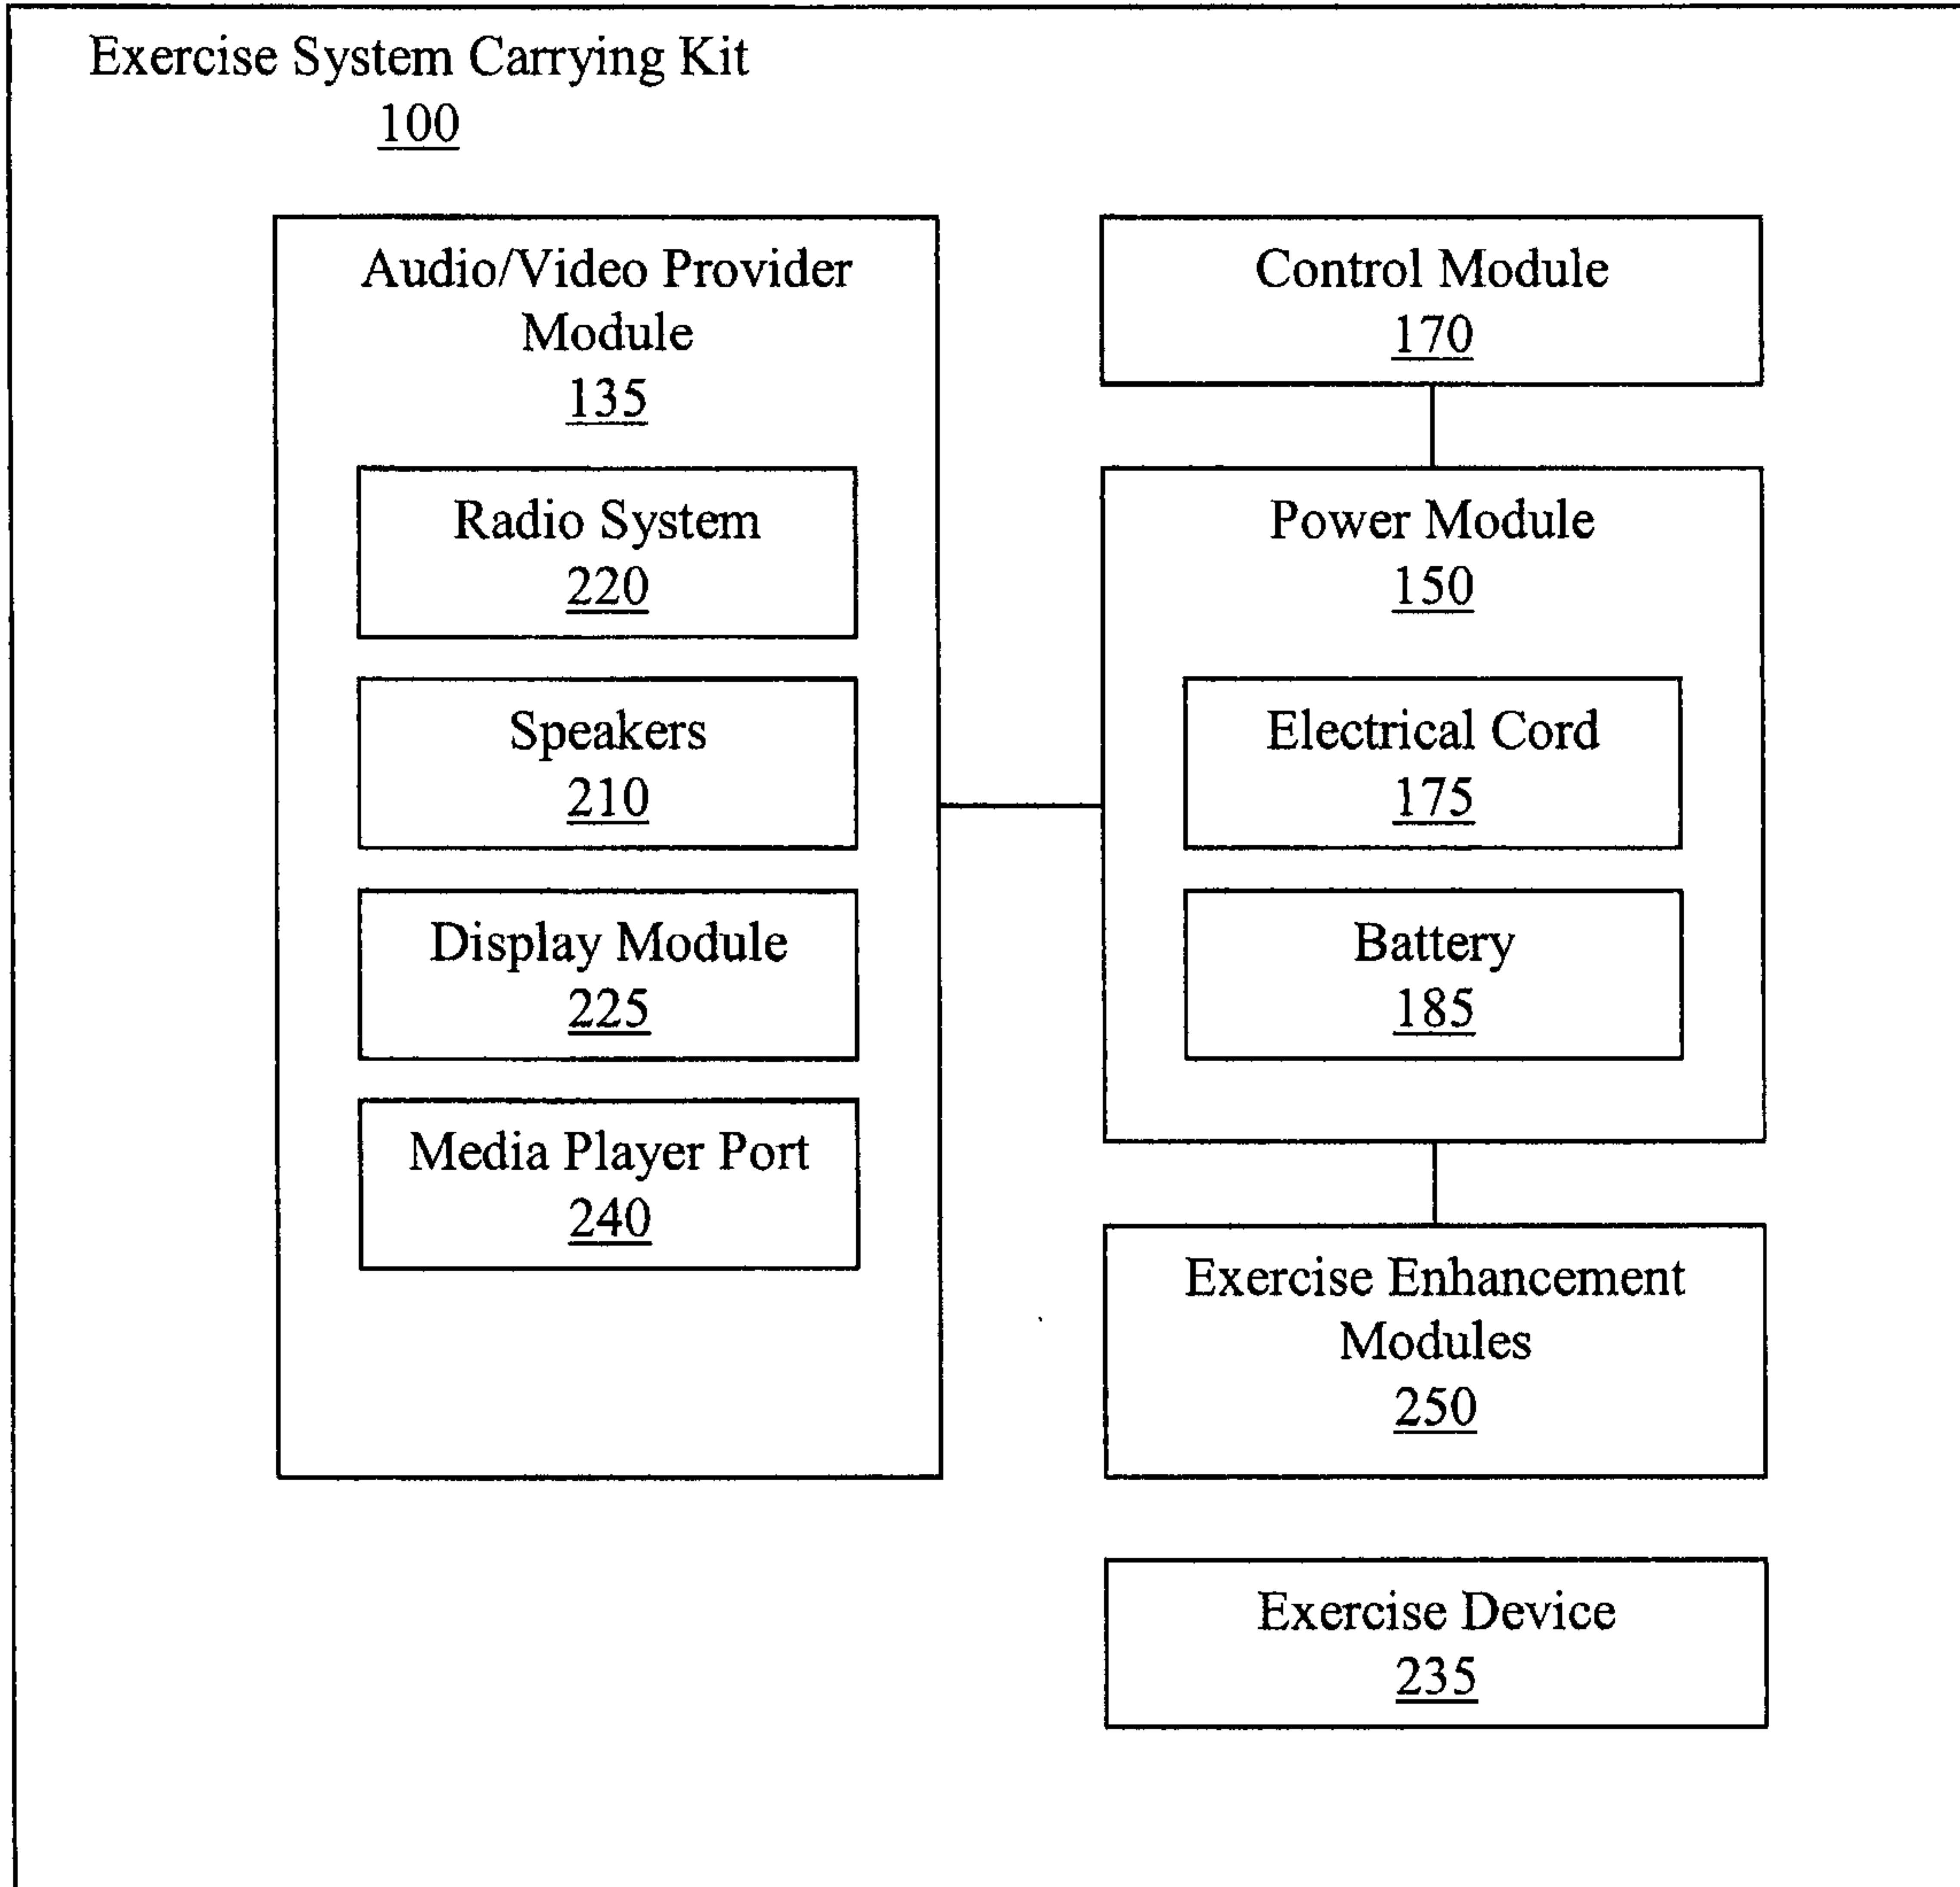 Exercise System Carrying Kit
100
Audio/Video Provider
Module
135
Radio System
220
Speakers
210
Display Module
225
Media Player Port
240
Control Module
170
Power Module
150
Electrical Cord
175
Battery
185
Exercise Enhancement
Modules
250
Exercise Device
235